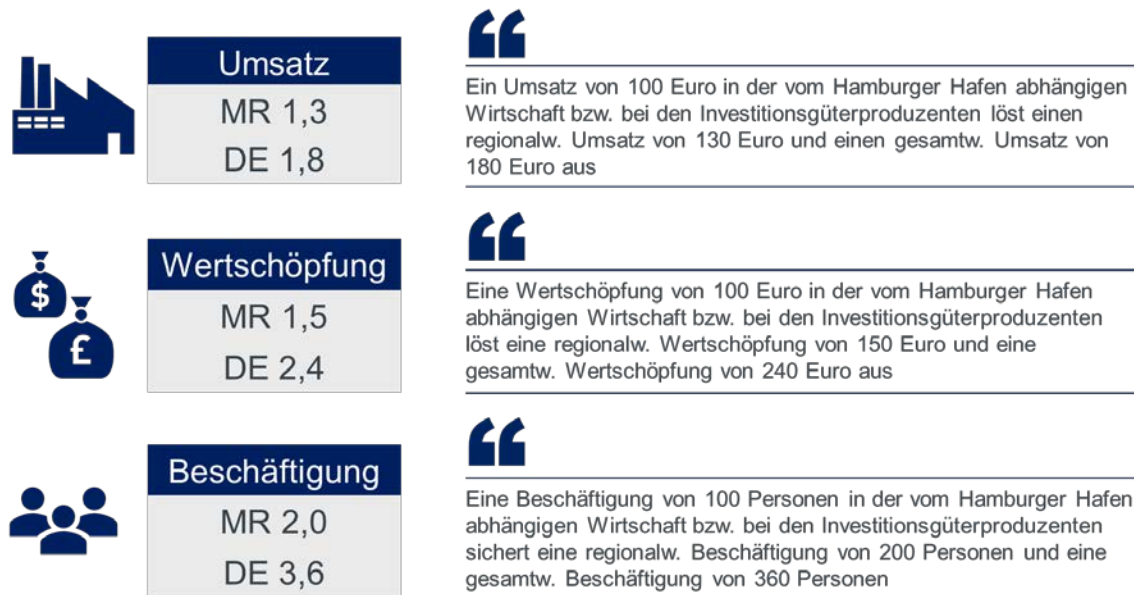 Umsatz
MR 1,3
DE 1,8
“
Ein Umsatz von 100 Euro in der vom Hamburger Hafen abhängigen
Wirtschaft bzw. bei den Investitionsgüterproduzenten löst einen
regionalw. Umsatz von 130 Euro und einen gesamtw. Umsatz von
180 Euro aus
$
£
Wertschöpfung
MR 1,5
DE 2,4
“
Eine Wertschöpfung von 100 Euro in der vom Hamburger Hafen
abhängigen Wirtschaft bzw. bei den Investitionsgüterproduzenten
löst eine regionalw. Wertschöpfung von 150 Euro und eine
gesamtw. Wertschöpfung von 240 Euro aus
Beschäftigung
MR 2,0
DE 3,6
“
Eine Beschäftigung von 100 Personen in der vom Hamburger Hafen
abhängigen Wirtschaft bzw. bei den Investitionsgüterproduzenten
sichert eine regionalw. Beschäftigung von 200 Personen und eine
gesamtw. Beschäftigung von 360 Personen